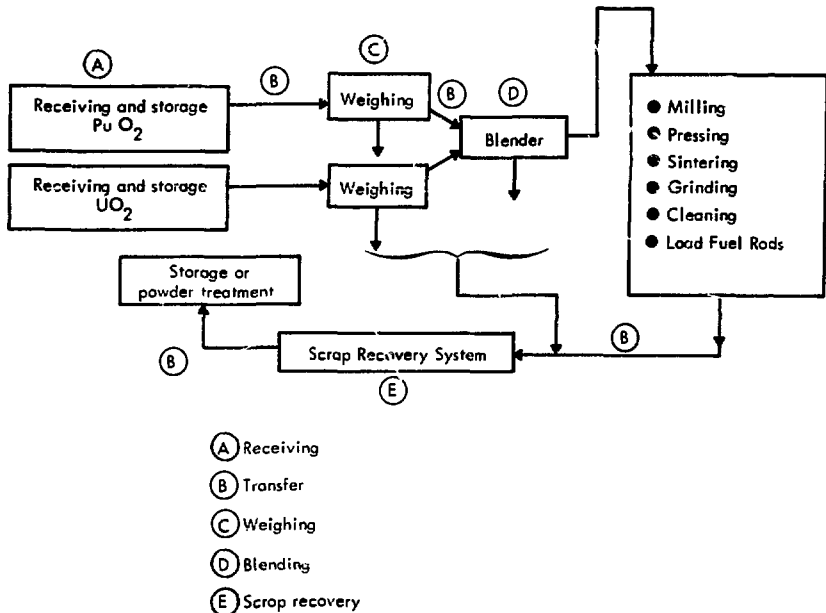 A
B
C
B
D
Receiving and storage
Pu O2
Weighing
Blender
Receiving and storage
UO2
Weighing
● Milling
● Pressing
● Sintering
● Grinding
● Cleaning
● Load Fuel Rods
Storage or
powder treatment
B
Scrap Recovery System
B
E
A Receiving
B Transfer
C Weighing
D Blending
E Scrap recovery